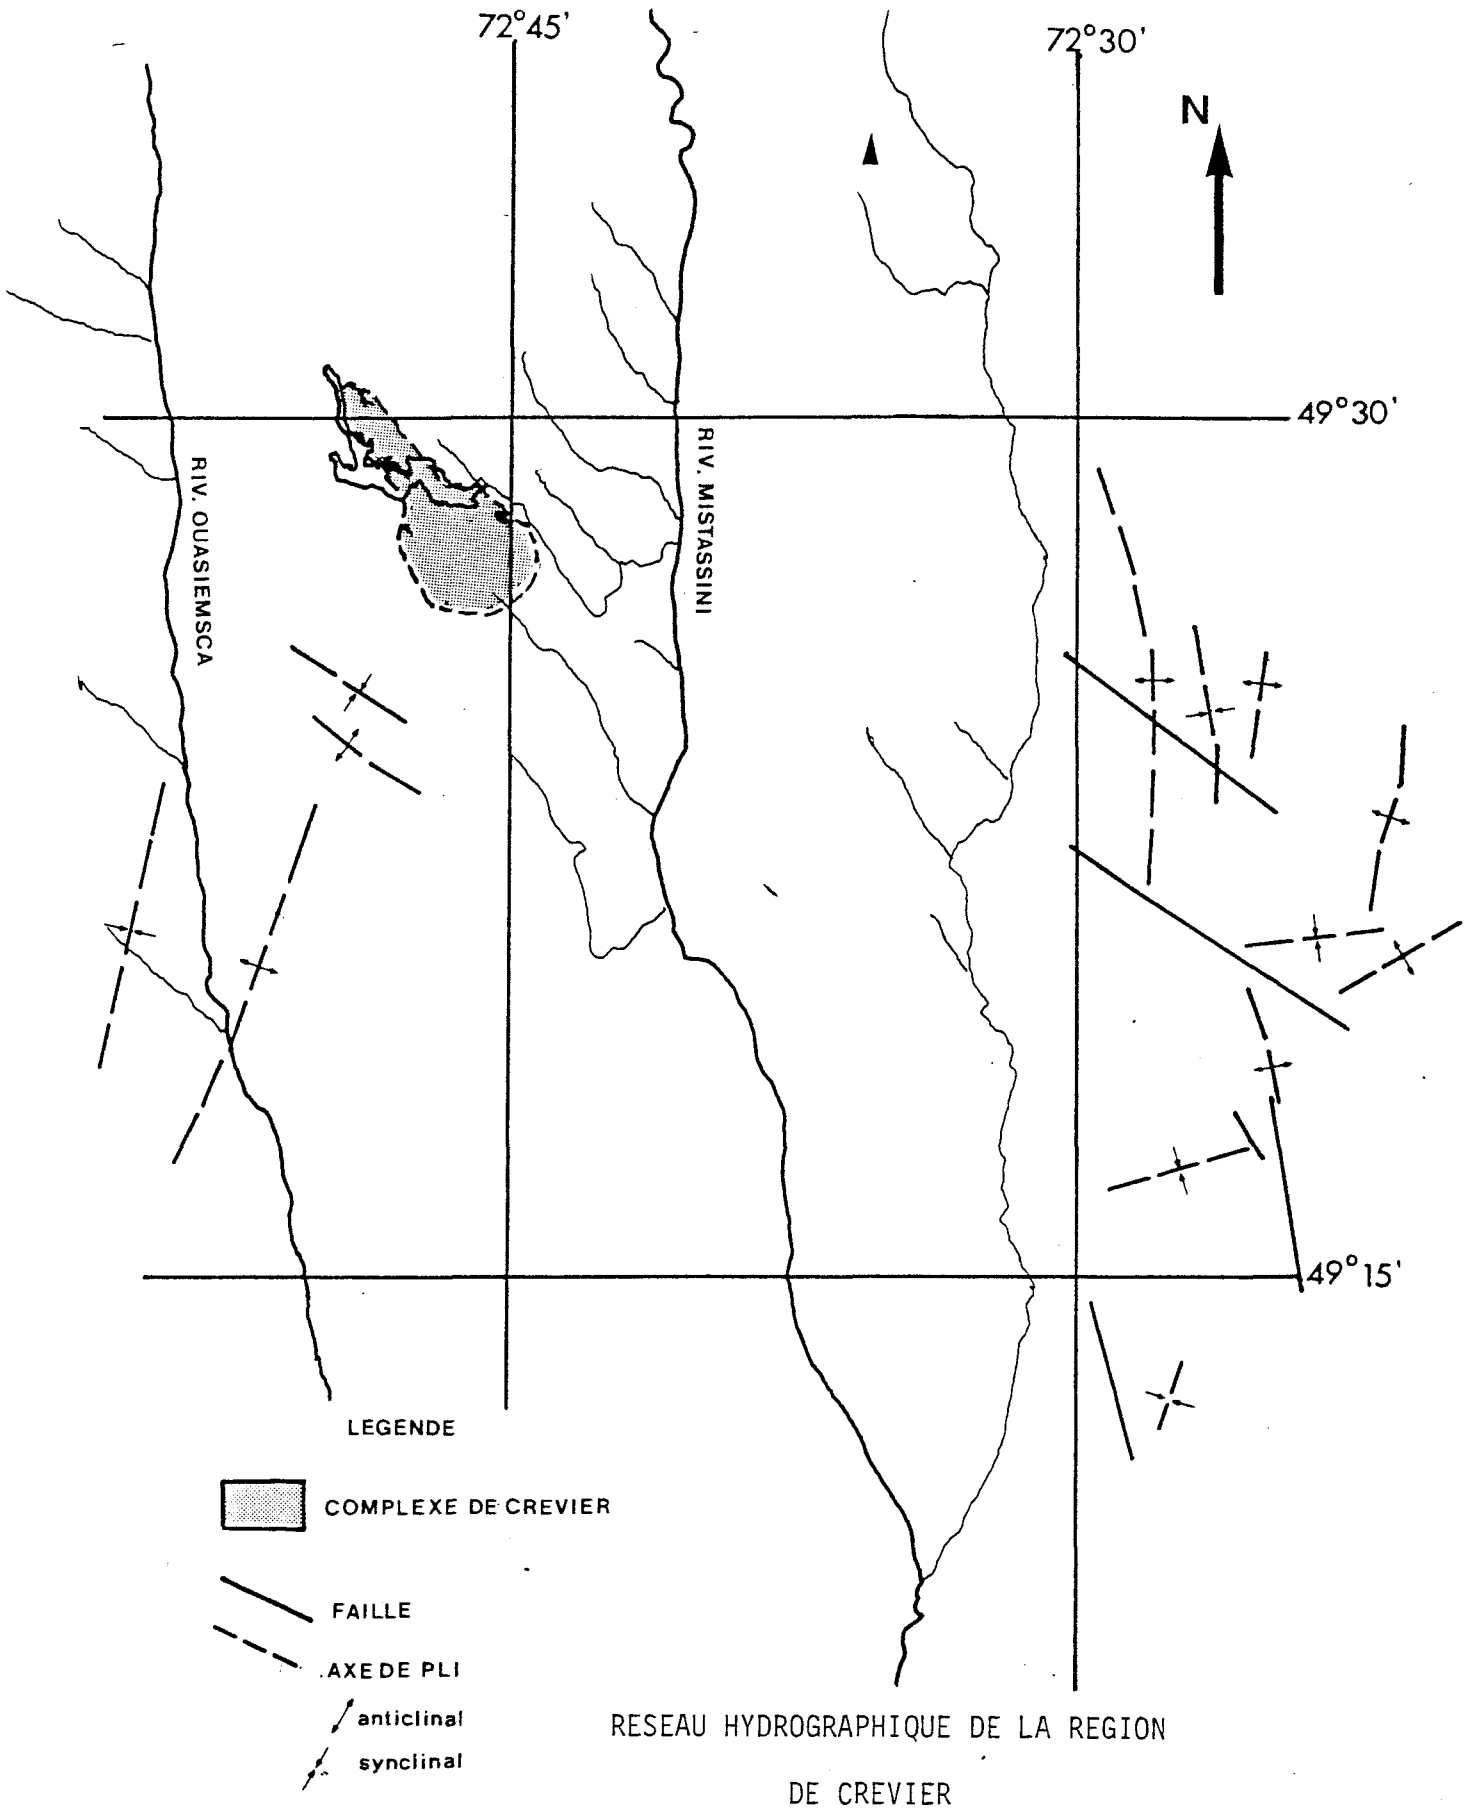 72°45'
72°30'
N
49°30'
RIV. OUASIEMSCA
RIV. MISTASSINI
49°15'
LEGENDE
COMPLEXE DE CREVIER
FAILLE
AXE DE PLI
anticlinal
synclinal
RESEAU HYDROGRAPHIQUE DE LA REGION
DE CREVIER